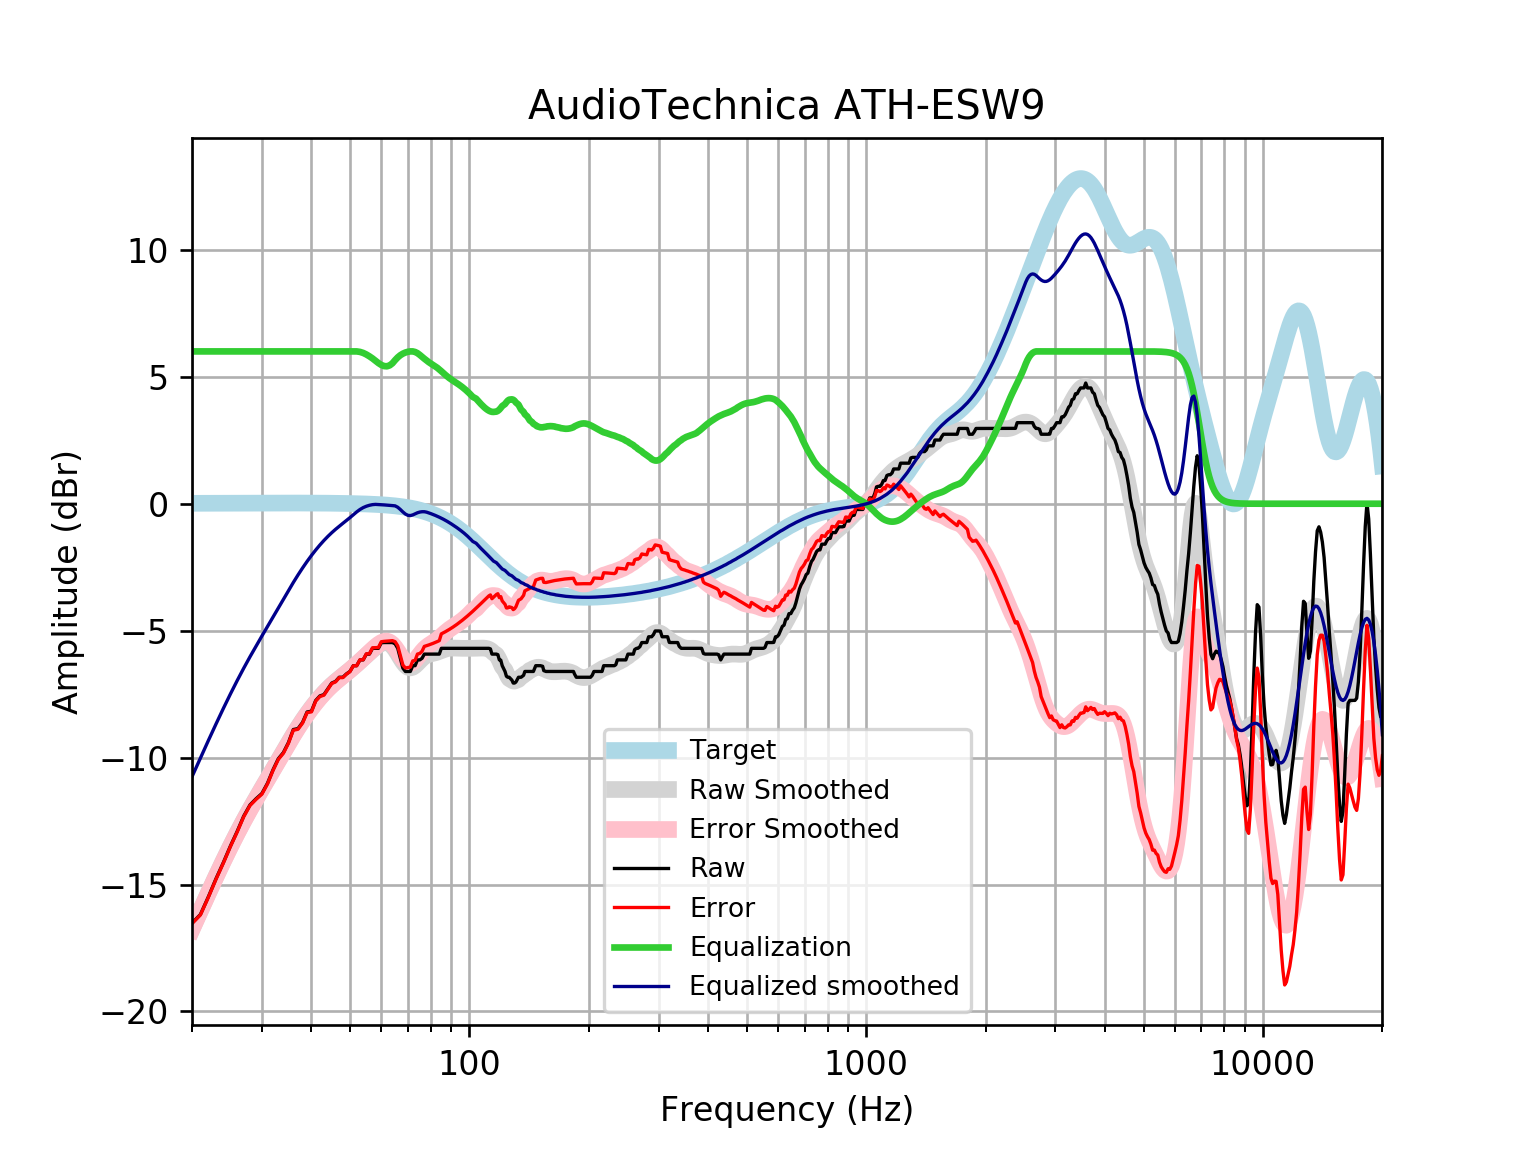 AudioTechnica ATH-ESW9
Amplitude (dBr)
10
5
0
−5
−10
−15
−20
Target
Raw Smoothed
Error Smoothed
Raw
Error
Equalization
Equalized smoothed
100 1000 10000
Frequency (Hz)